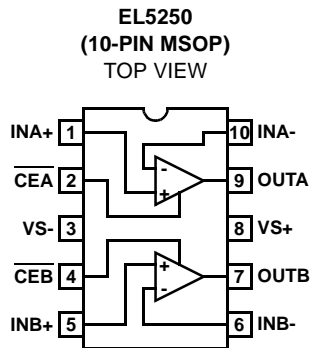 EL5250
(10-PIN MSOP)
TOP VIEW
INA+ 1 10 INA-
CEA 2 9 OUTA
VS- 3 8 VS+
CEB 4 7 OUTB
INB+ 5 6 INB-
-
+
+
-